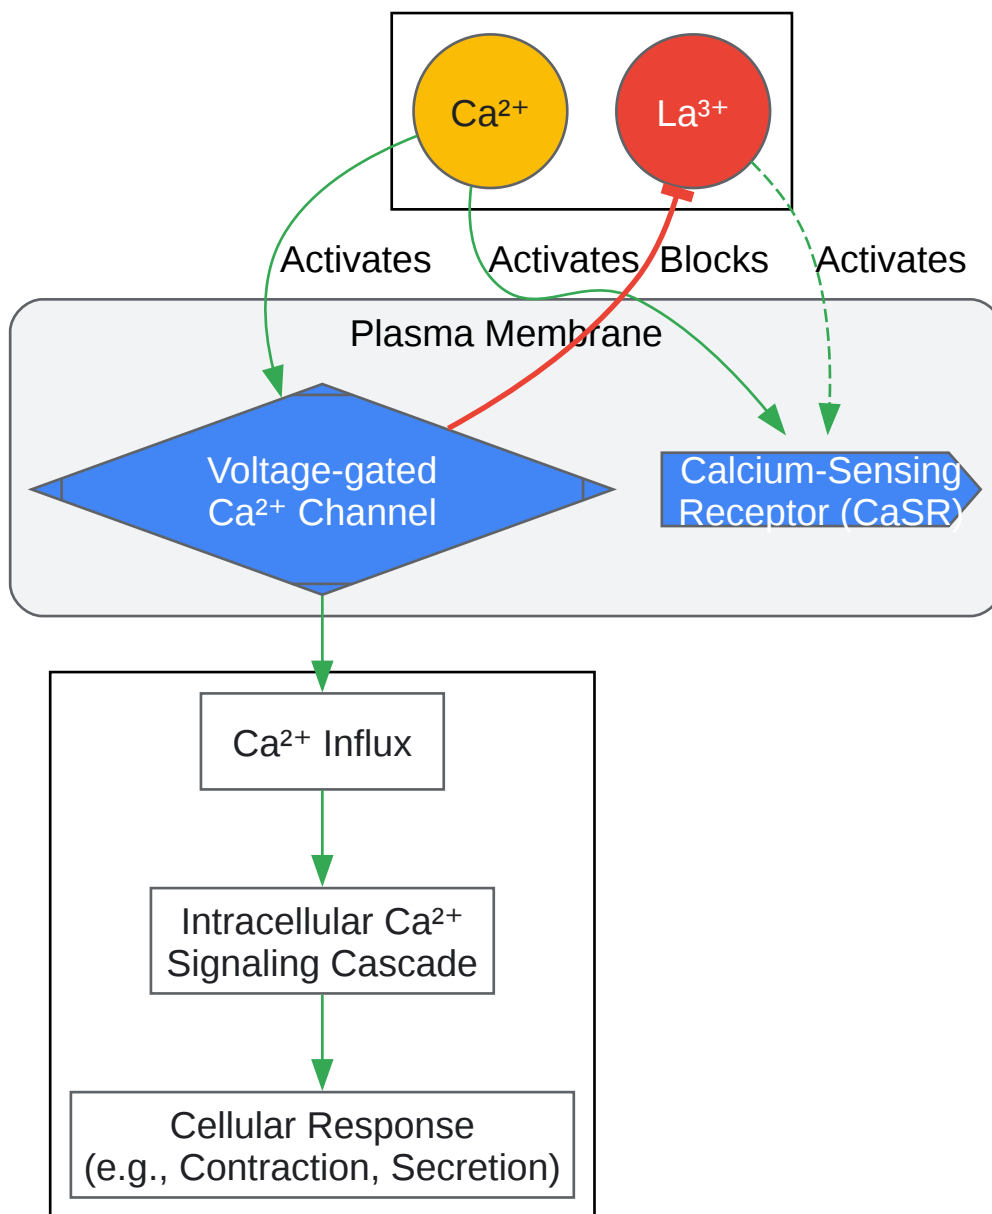 Ca²⁺
La³⁺
Activates
Activates
Blocks
Activates
Plasma Membrane
Voltage-gated
Ca²⁺ Channel
Calcium-Sensing
Receptor (CaSR)
Ca²⁺ Influx
Intracellular Ca²⁺
Signaling Cascade
Cellular Response
(e.g., Contraction, Secretion)